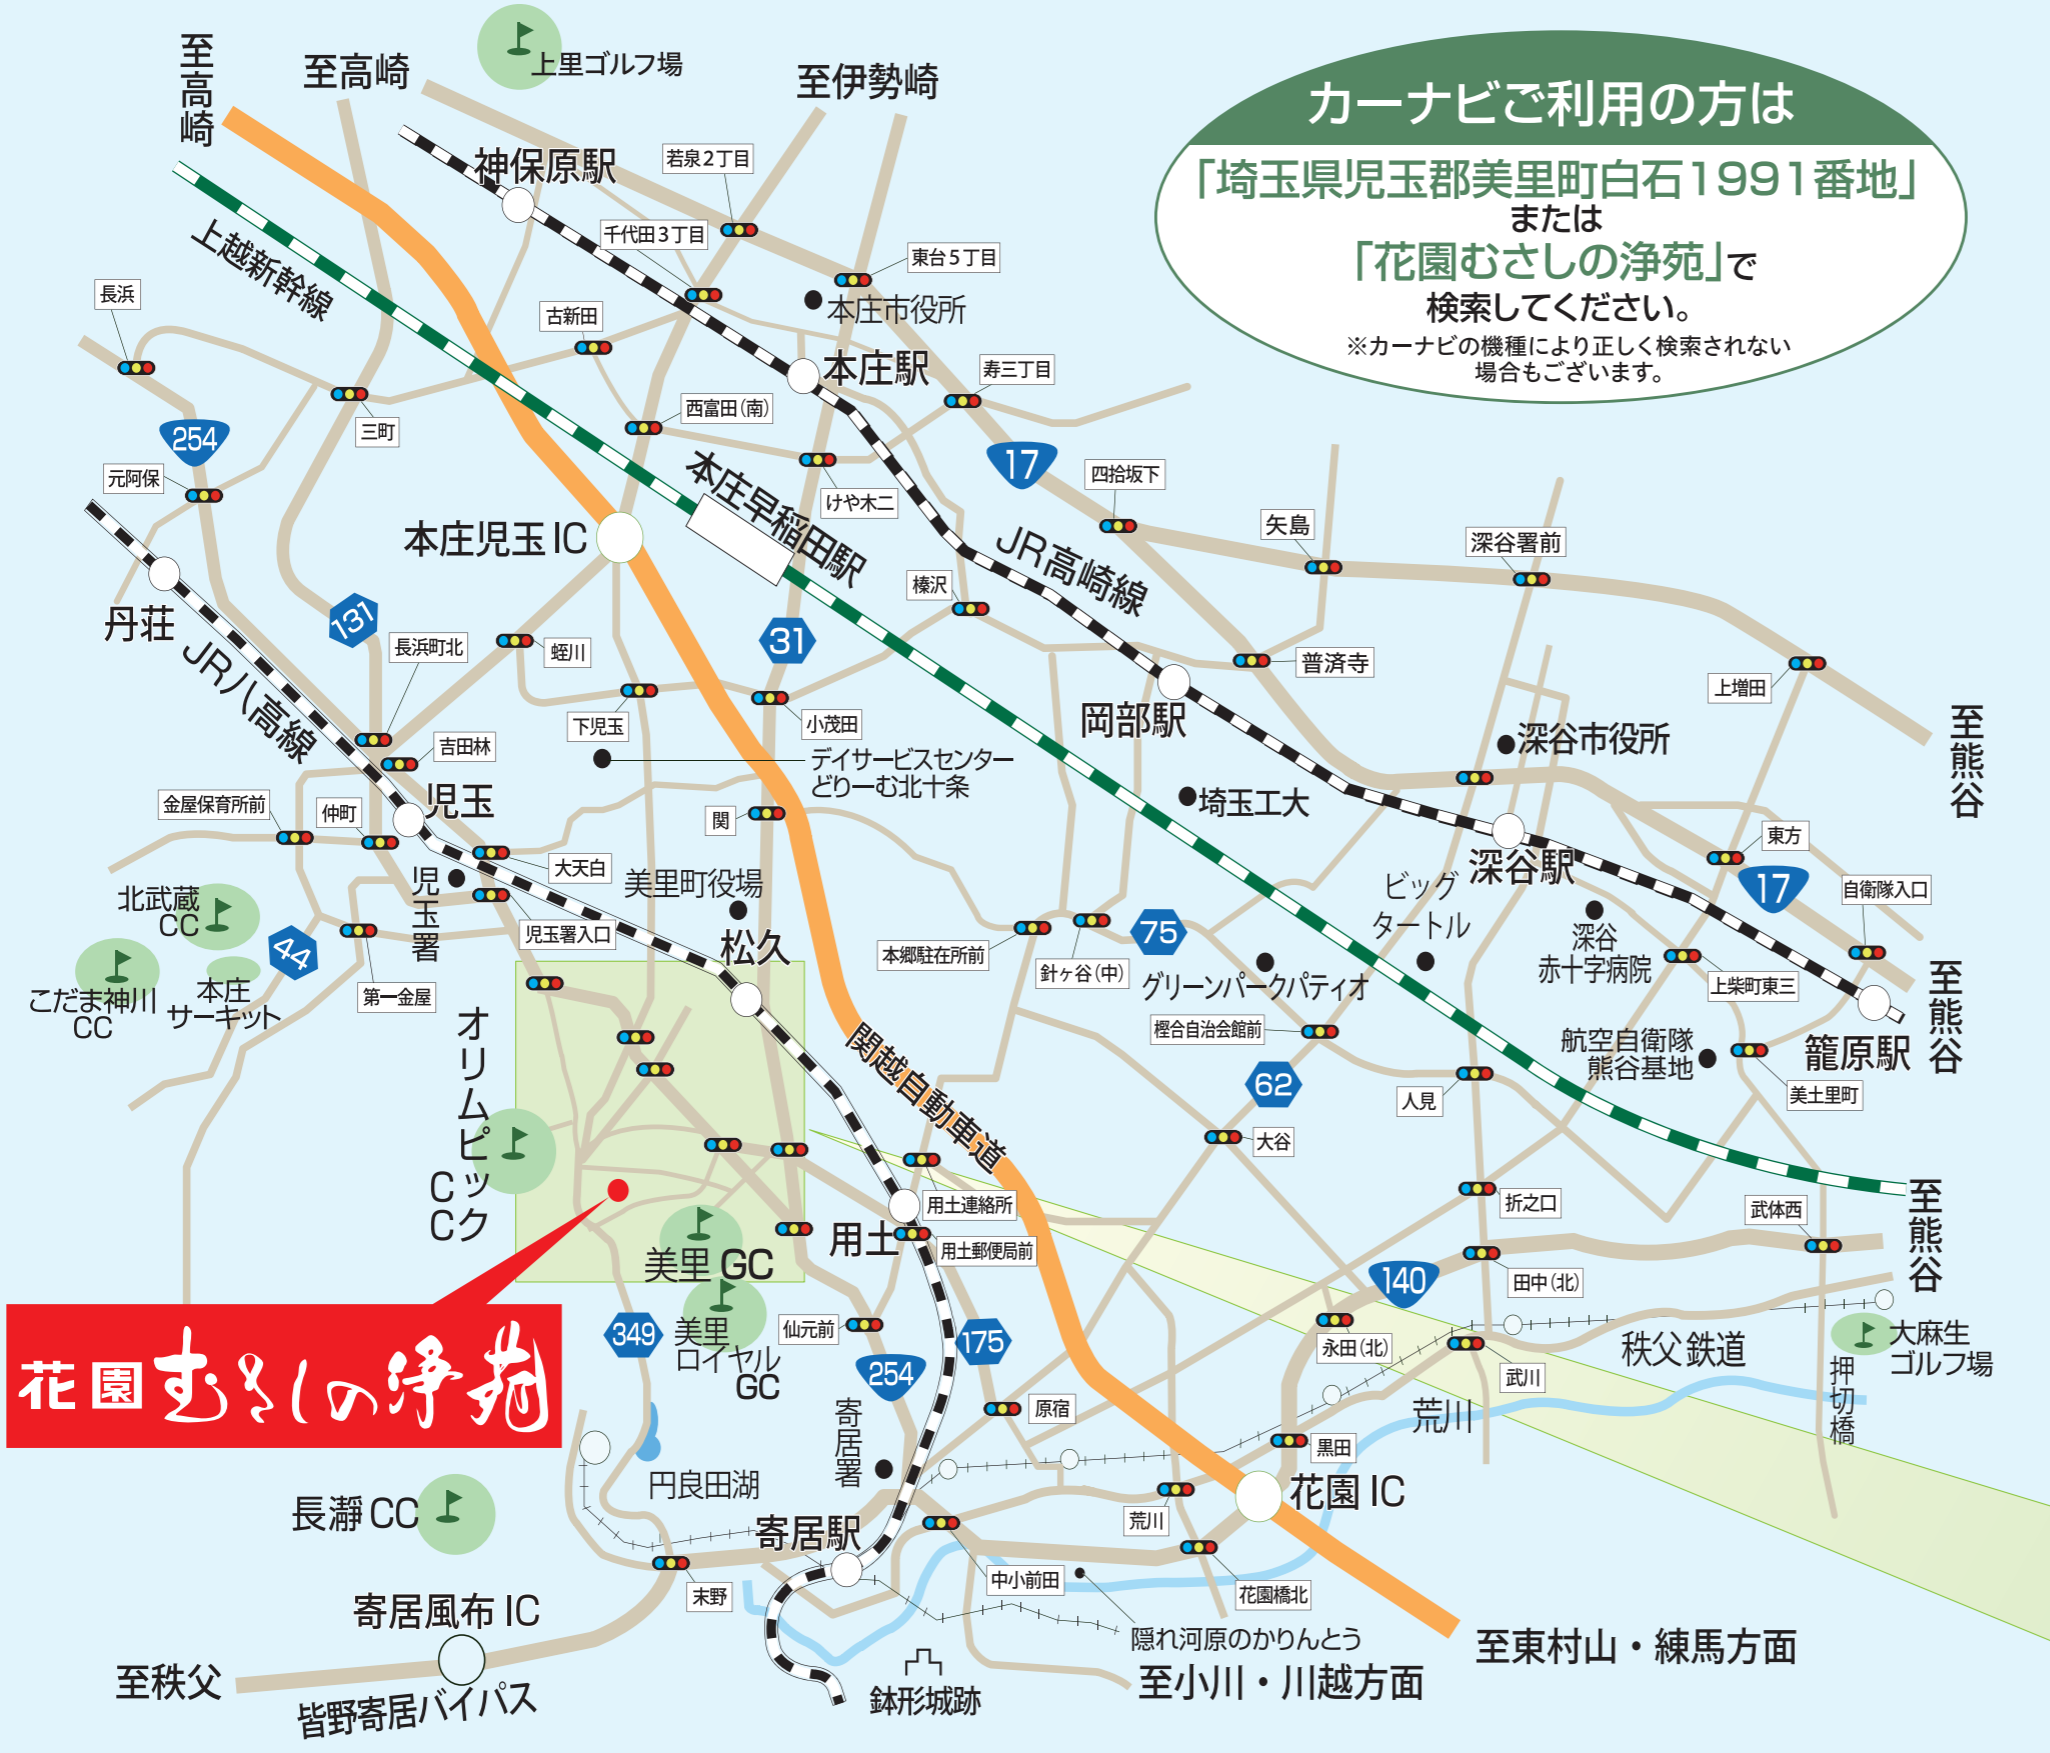 至高崎
至高崎
上里ゴルフ場
至伊勢崎
カーナビご利用の方は
「埼玉県児玉郡美里町白石1991番地」
または
「花園むさしの浄苑」で
検索してください。
※カーナビの機種により正しく検索されない
場合もございます。
神保原駅
若泉2丁目
千代田3丁目
東台5丁目
上越新幹線
本庄市役所
長浜
古新田
本庄駅
寿三丁目
西富田(南)
三町
254
元阿保
17
四拾坂下
けや木二
本庄早稲田駅
本庄児玉IC
JR高崎線
矢島
深谷署前
榛沢
丹荘
131
31
長浜町北
蛭川
JR八高線
普済寺
上増田
下児玉
小茂田
岡部駅
至熊谷
吉田林
深谷市役所
デイサービスセンター
どりーむ北十条
児玉
埼玉工大
金屋保育所前
仲町
関
東方
深谷駅
大天白
児玉署
美里町役場
ビッグ
タートル
17
自衛隊入口
北武蔵
CC
44
児玉署入口
松久
本郷駐在所前
75
針ヶ谷(中)
深谷
赤十字病院
上柴町東三
こだま神川
CC
本庄
サーキット
第一金屋
グリーンパークパティオ
至熊谷
オリムピック
CC
関越自動車道
樫合自治会館前
航空自衛隊
熊谷基地
籠原駅
62
人見
美土里町
大谷
用土連絡所
折之口
武体西
至熊谷
用土
用土郵便局前
美里GC
140
田中(北)
花園むさしの浄苑
349
美里
ロイヤル
GC
仙元前
175
永田(北)
秩父鉄道
大麻生
ゴルフ場
254
武川
押切橋
原宿
荒川
寄居署
黒田
円良田湖
花園IC
長瀞CC
荒川
寄居駅
中小前田
末野
花園橋北
寄居風布IC
隠れ河原のかりんとう
至東村山・練馬方面
至秩父
至小川・川越方面
皆野寄居バイパス
鉢形城跡